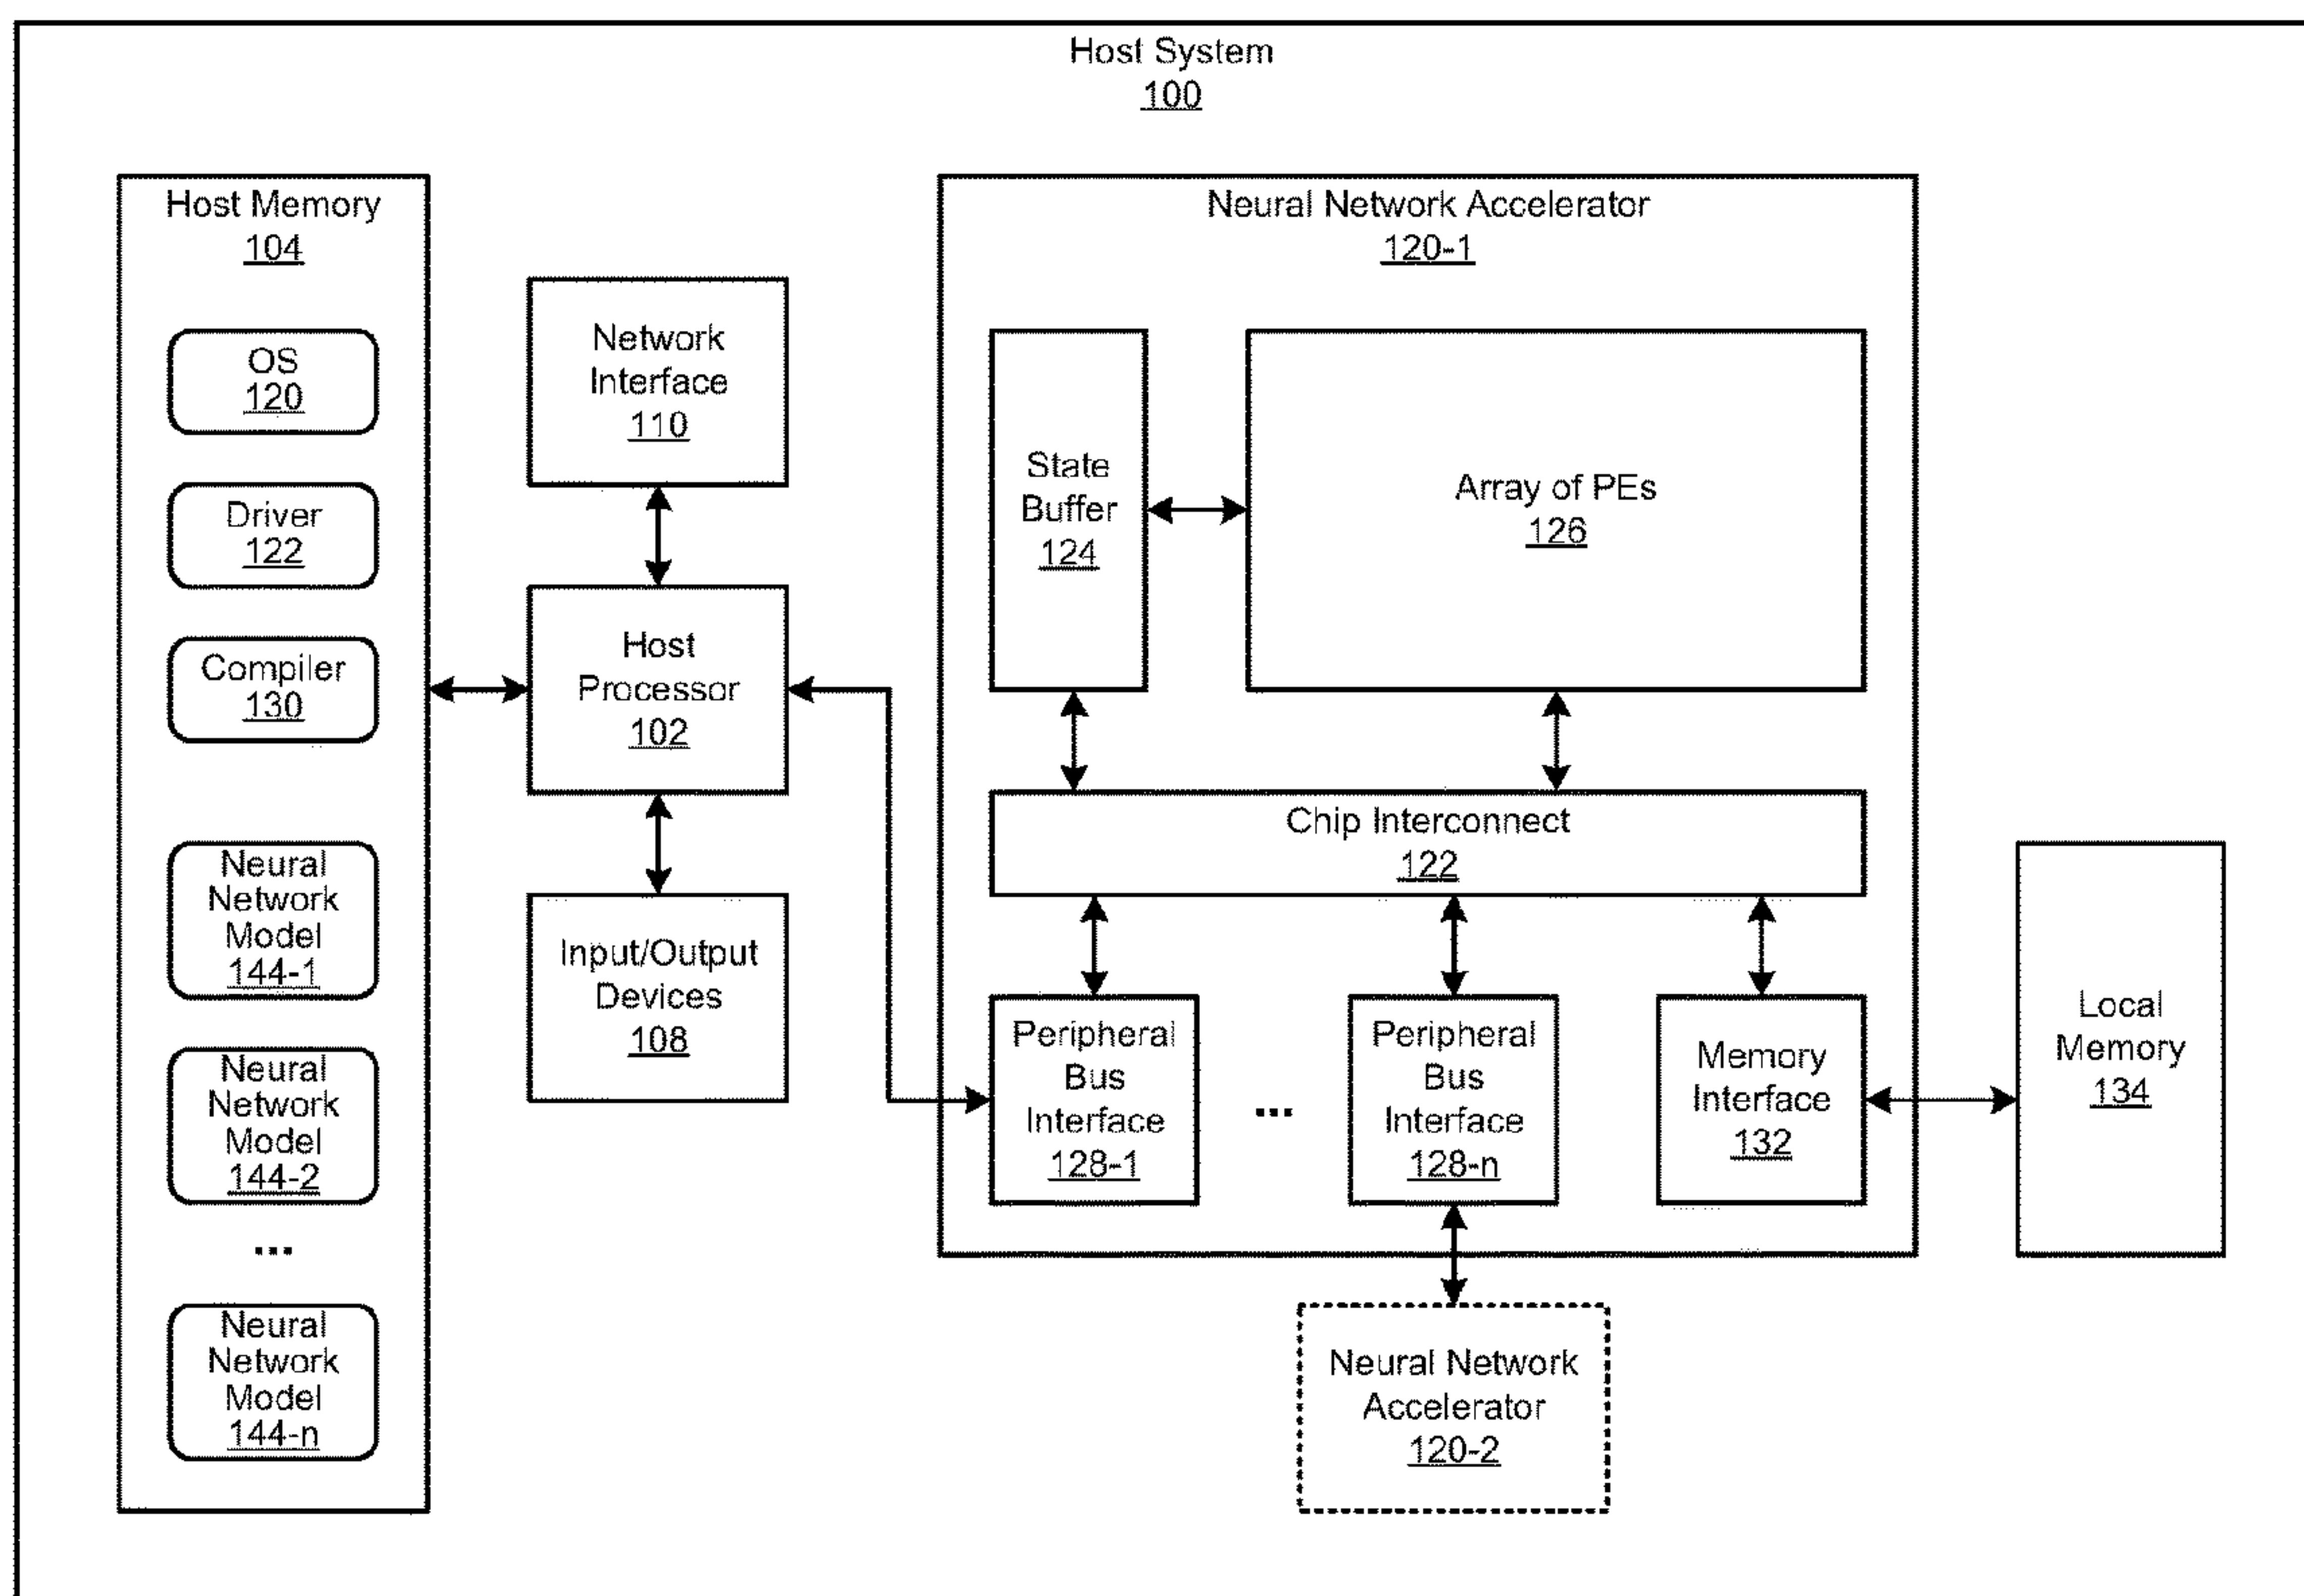 Host System
100
Host Memory
104
OS
120
Driver
122
Compiler
130
Neural
Network
Model
144-1
Neural
Network
Model
144-2
...
Neural
Network
Model
144-n
Network
Interface
110
Host
Processor
102
Input/Output
Devices
108
Neural Network Accelerator
120-1
State
Buffer
124
Array of PEs
126
Chip Interconnect
122
Peripheral
Bus
Interface
128-1
...
Peripheral
Bus
Interface
128-n
Memory
Interface
132
Local
Memory
134
Neural Network
Accelerator
120-2